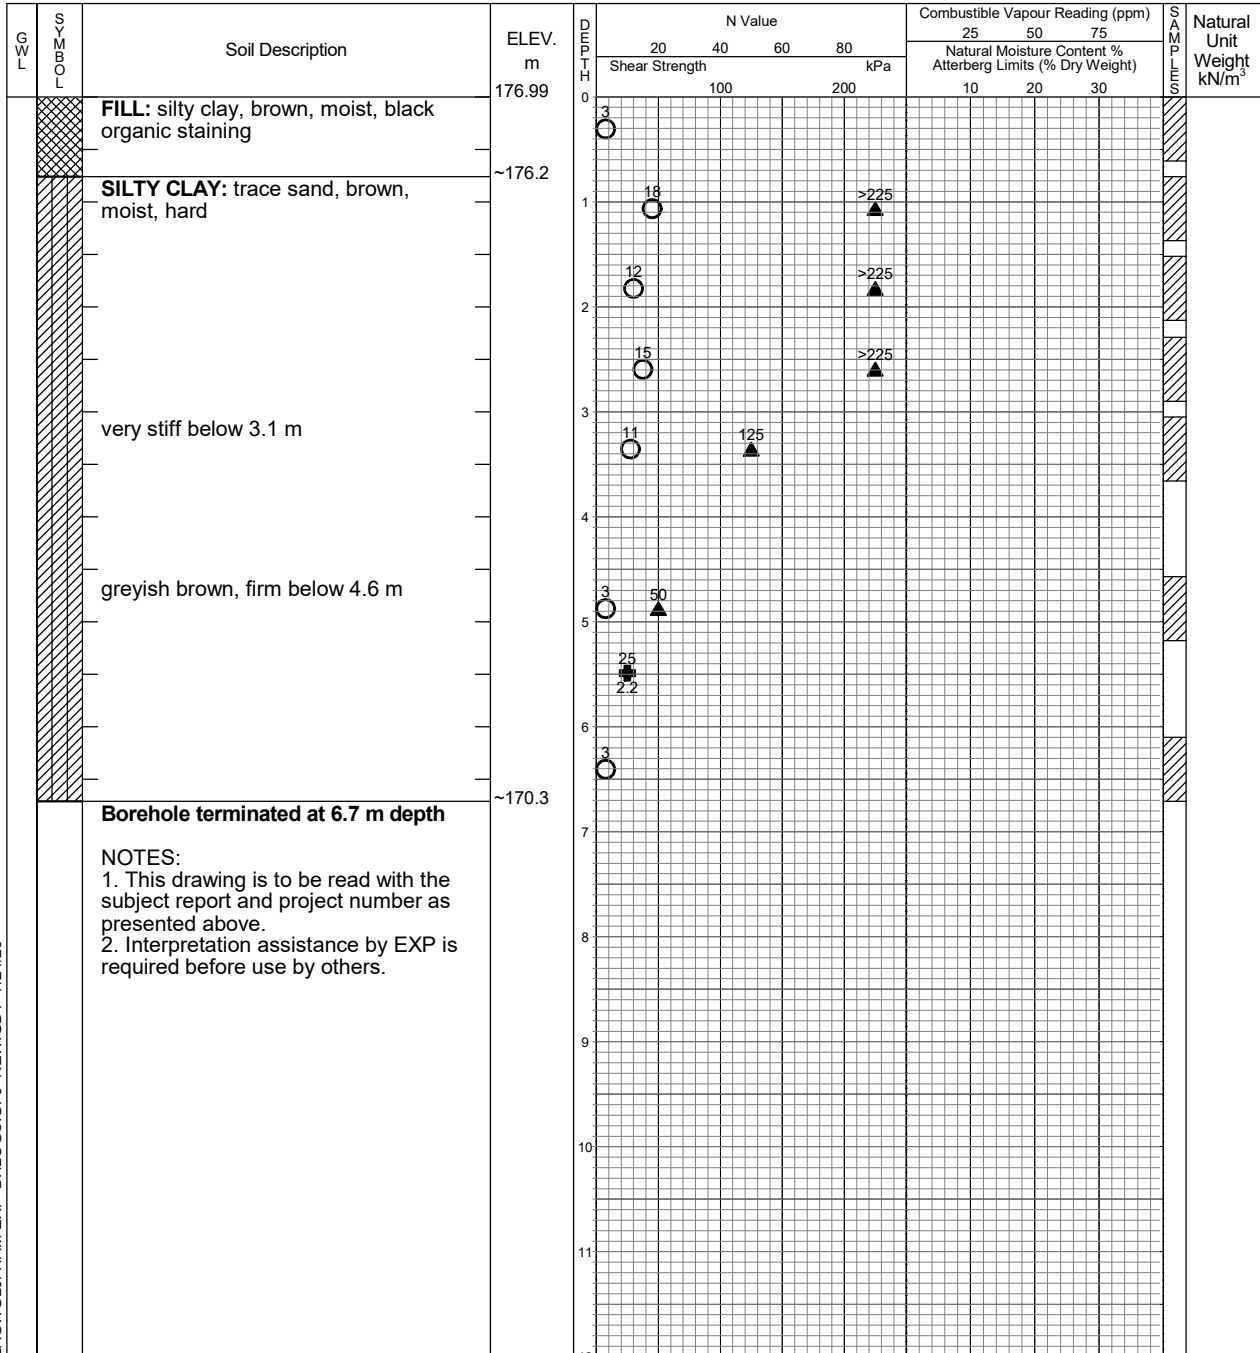 GWL
SYMBOL
Soil Description
ELEV.
m
176.99
DEPTH
N Value
20 40 60 80
Shear Strength kPa
100 200
Combustible Vapour Reading (ppm)
25 50 75
Natural Moisture Content %
Atterberg Limits (% Dry Weight)
10 20 30
SAMPLES
Natural
Unit
Weight
kN/m³
0
FILL: silty clay, brown, moist, black
organic staining
3
~176.2
SILTY CLAY: trace sand, brown,
moist, hard
18 >225
1
12 >225
2
15 >225
3
very stiff below 3.1 m
11 125
4
greyish brown, firm below 4.6 m
3 50
5
25
2.2
6
3
~170.3
Borehole terminated at 6.7 m depth
7
NOTES:
1. This drawing is to be read with the
subject report and project number as
presented above.
2. Interpretation assistance by EXP is
required before use by others.
8
9
10
11